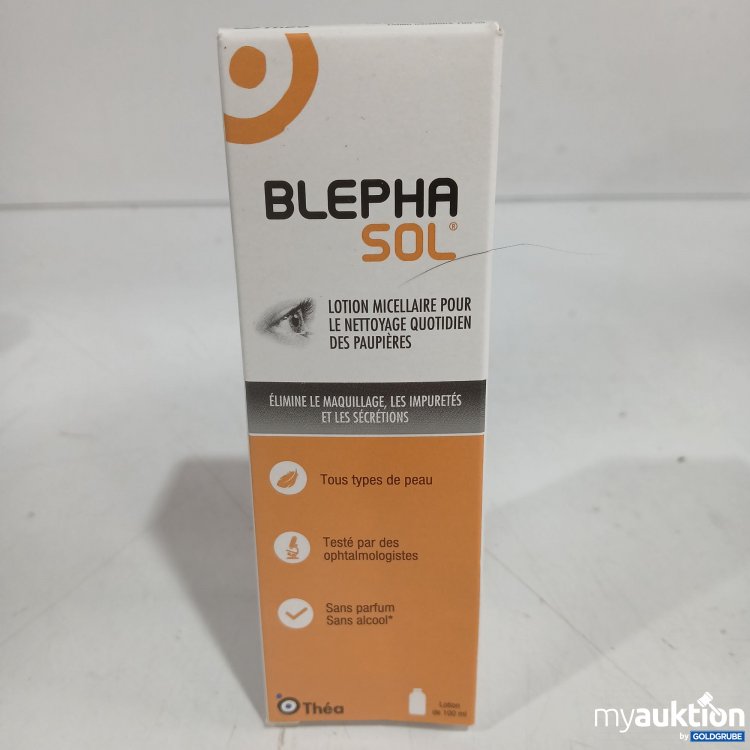 BLEPHA
SOL®
LOTION MICELLAIRE POUR
LE NETTOYAGE QUOTIDIEN
DES PAUPIÈRES
ÉLIMINE LE MAQUILLAGE, LES IMPURETÉS
ET LES SÉCRÉTIONS
Tous types de peau
Testé par des
ophtalmologistes
Sans parfum
Sans alcool*
Théa
Lotion
de 100 ml
myauktion
by GOLDGRUBE